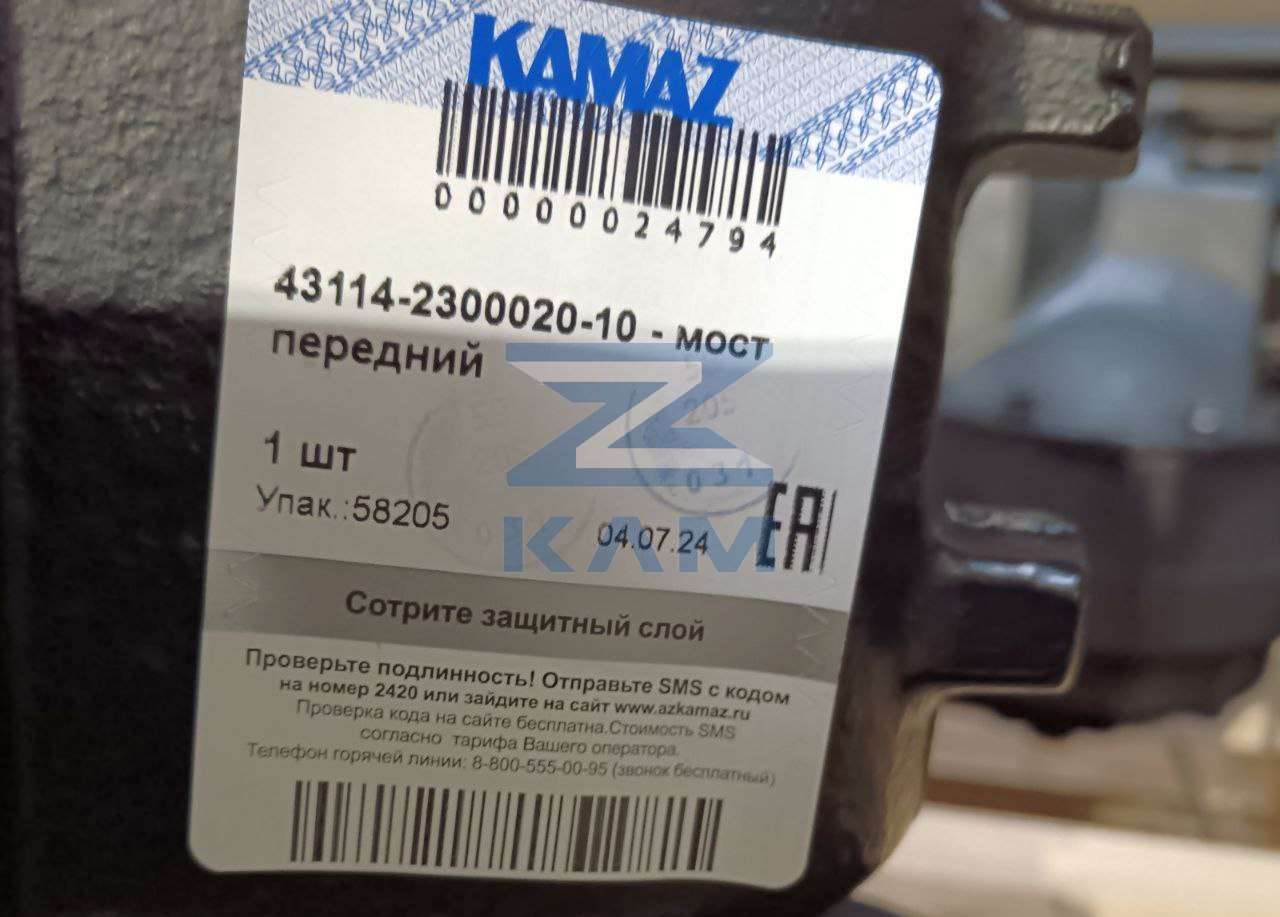 KAMAZ
00000024794
43114-2300020-10 - мост
передний
1 шт
Упак.:58205
04.07.24
EAC
KAM
Сотрите защитный слой
Проверьте подлинность! Отправьте SMS с кодом
на номер 2420 или зайдите на сайт www.azkamaz.ru
Проверка кода на сайте бесплатна.Стоимость SMS
согласно тарифа Вашего оператора.
Телефон горячей линии: 8-800-555-00-95 (звонок бесплатный)